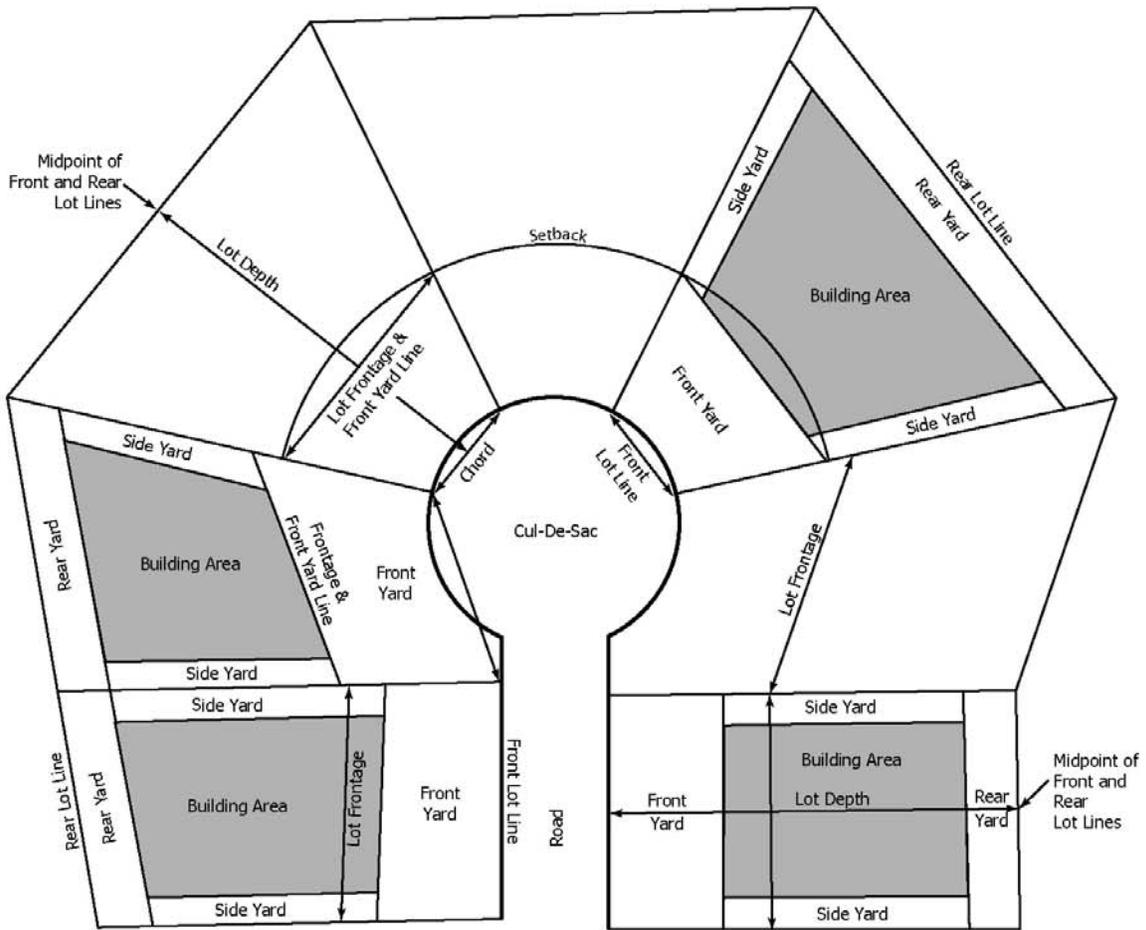 Midpoint of
Front and Rear
Lot Lines
Lot Depth
Setback
Side Yard
Rear Yard
Rear Lot Line
Building Area
Lot Frontage &
Front Yard Line
Chord
Front
Lot Line
Front Yard
Side Yard
Side Yard
Rear Yard
Building Area
Frontage &
Front Yard Line
Front
Yard
Cul-De-Sac
Lot Frontage
Side Yard
Side Yard
Rear Lot Line
Rear Yard
Building Area
Lot Frontage
Front
Yard
Front Lot Line
Side Yard
Road
Side Yard
Building Area
Front
Yard
Lot Depth
Rear
Yard
Side Yard
Midpoint of
Front and
Rear
Lot Lines